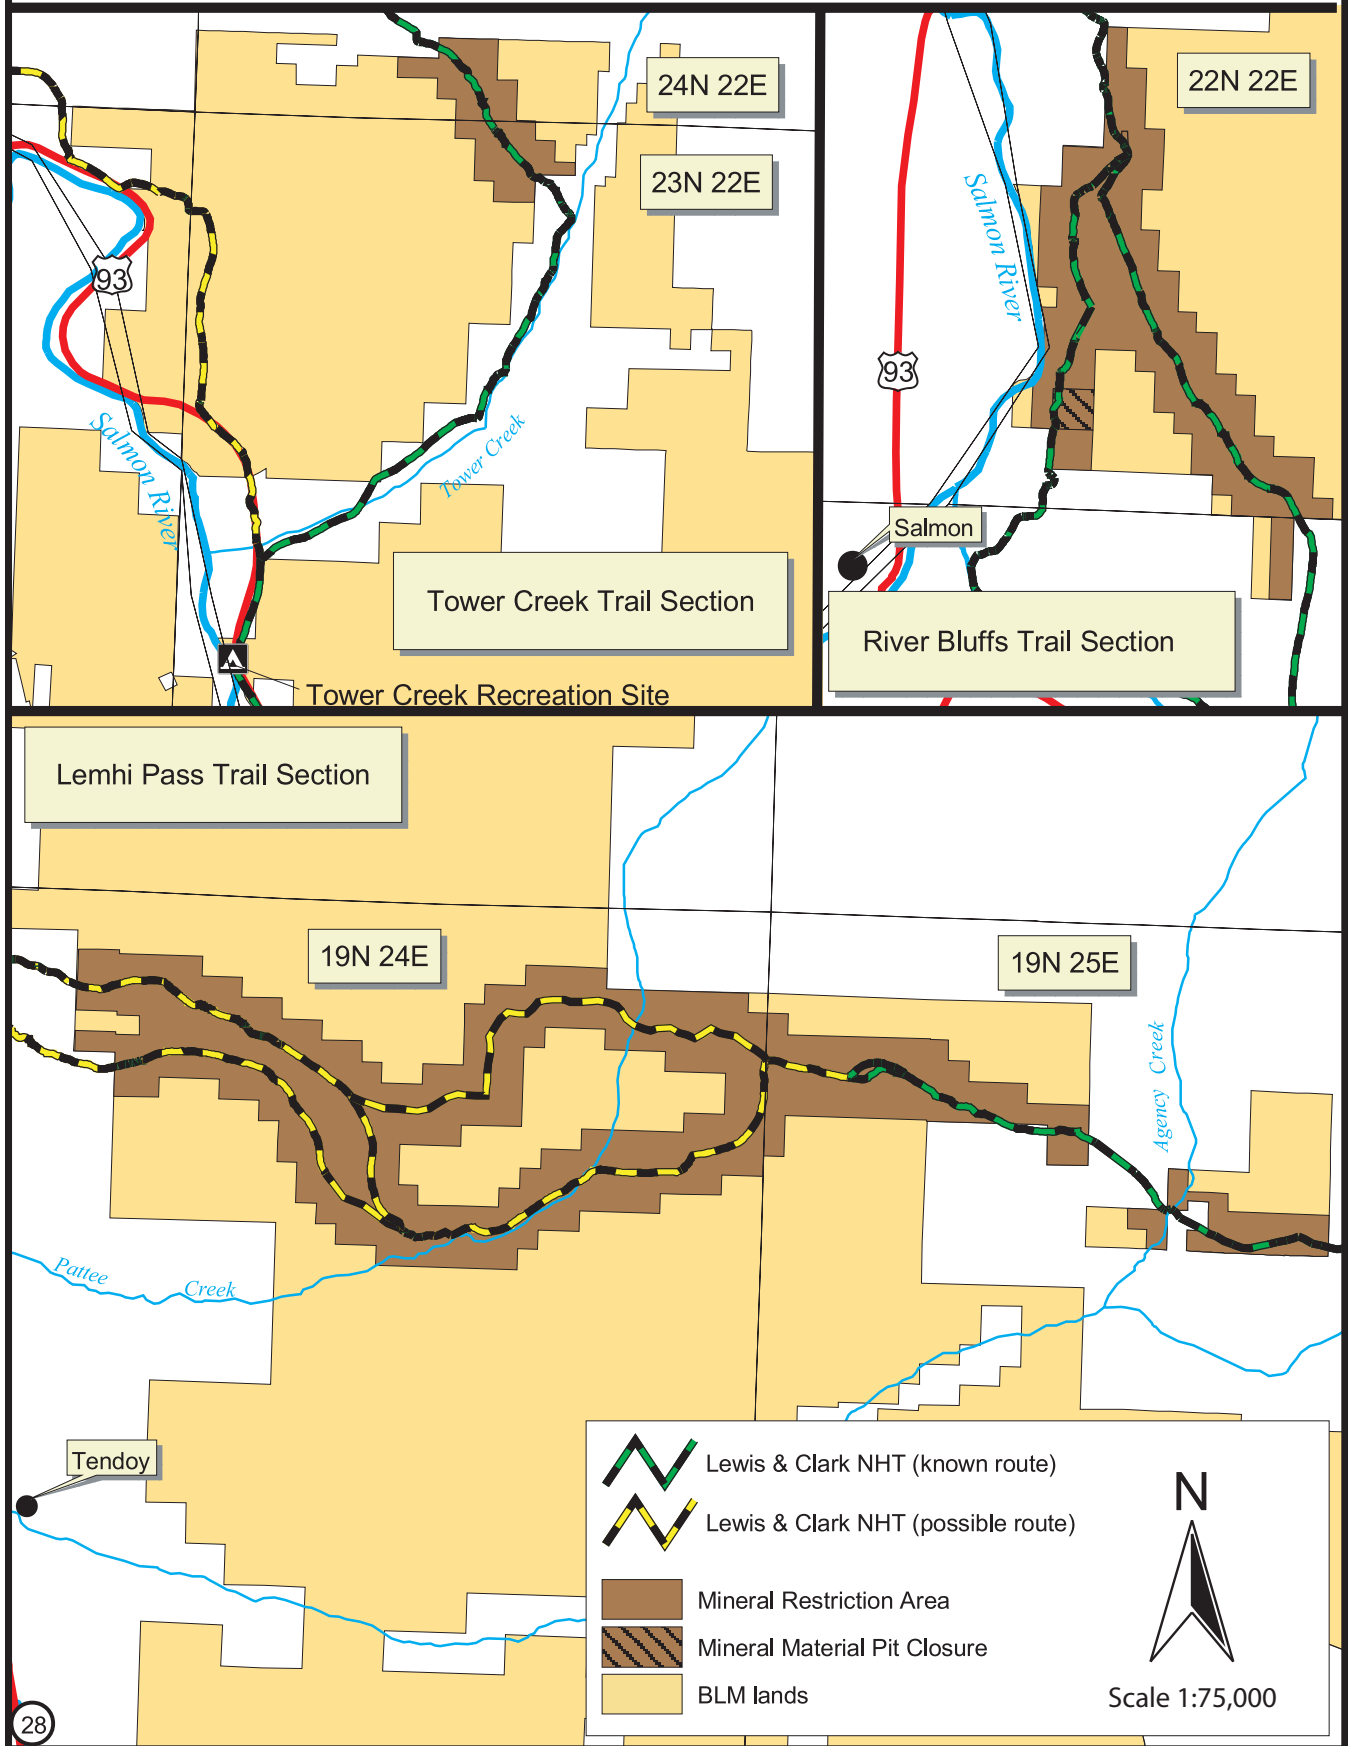 24N 22E
23N 22E
93
Salmon River
Tower Creek
Tower Creek Trail Section
Tower Creek Recreation Site
22N 22E
Salmon River
93
Salmon
River Bluffs Trail Section
Lemhi Pass Trail Section
19N 24E
19N 25E
Agency Creek
Pattee Creek
Tendoy
Lewis & Clark NHT (known route)
Lewis & Clark NHT (possible route)
Mineral Restriction Area
Mineral Material Pit Closure
BLM lands
N
Scale 1:75,000
28